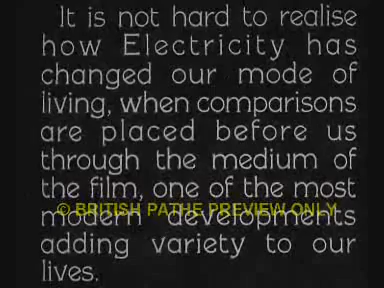 It is not hard to realise
how Electricity has
changed our mode of
living, when comparisons
are placed before us
through the medium of
the film, one of the most
© BRITISH PATHE PREVIEW ONLY
modern developments
adding variety to our
lives.